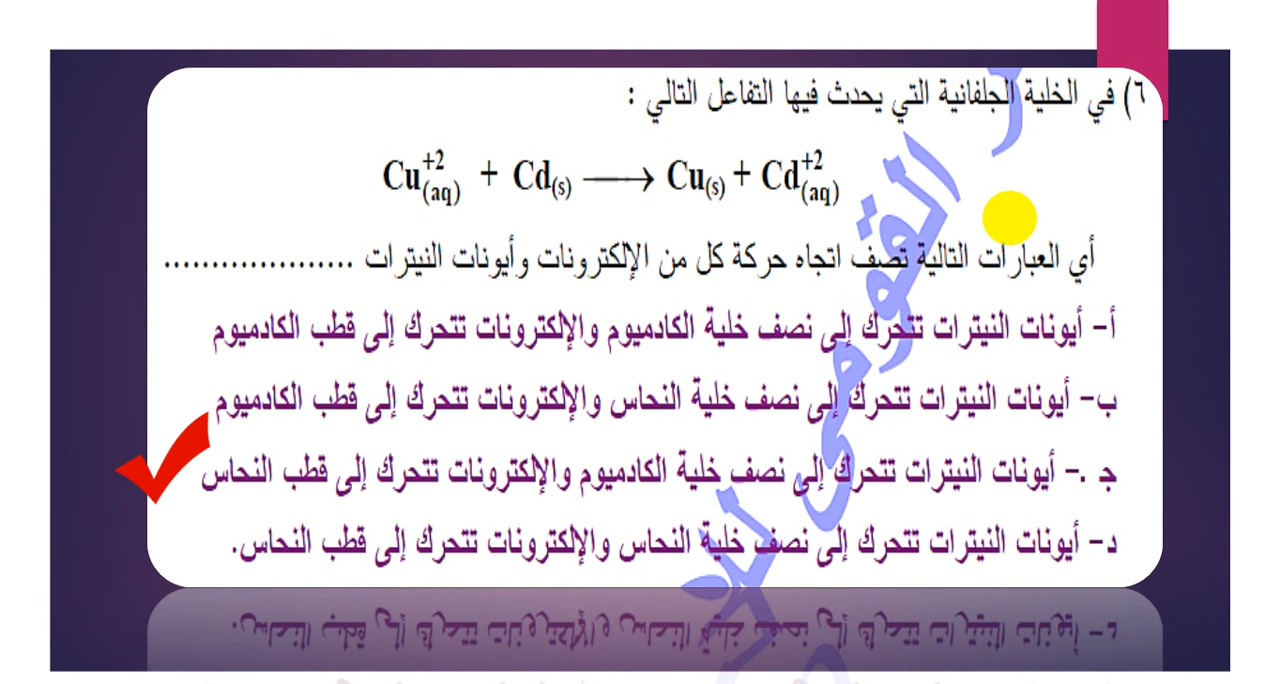 ٦) في الخلية الجلفانية التي يحدث فيها التفاعل التالي :
Cu+2(aq) + Cd(s) ⟶ Cu(s) + Cd+2(aq)
أي العبارات التالية تصف اتجاه حركة كل من الإلكترونات وأيونات النيترات ....................
أ- أيونات النيترات تتحرك إلى نصف خلية الكادميوم والإلكترونات تتحرك إلى قطب الكادميوم
ب- أيونات النيترات تتحرك إلى نصف خلية النحاس والإلكترونات تتحرك إلى قطب الكادميوم
ج .- أيونات النيترات تتحرك إلى نصف خلية الكادميوم والإلكترونات تتحرك إلى قطب النحاس
د- أيونات النيترات تتحرك إلى نصف خلية النحاس والإلكترونات تتحرك إلى قطب النحاس.
القومى